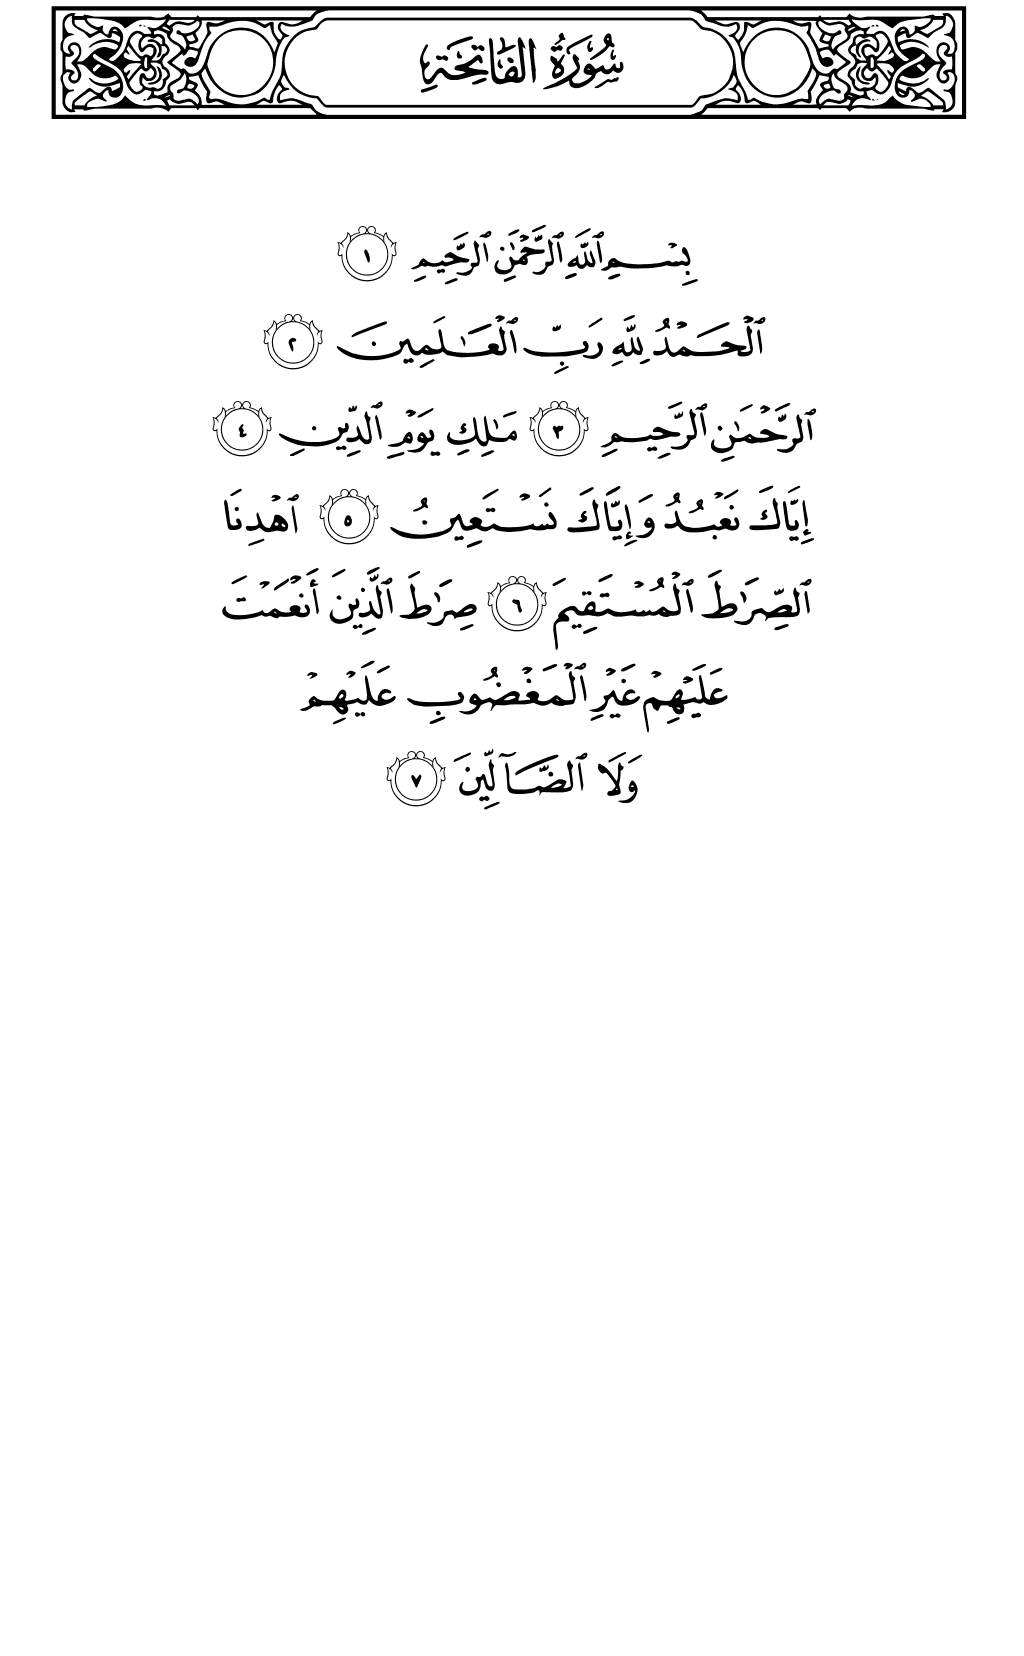 سُورَةُ الفَاتِحَةِ
بِسۡمِ ٱللَّهِ ٱلرَّحۡمَٰنِ ٱلرَّحِيمِ ١
ٱلۡحَمۡدُ لِلَّهِ رَبِّ ٱلۡعَٰلَمِينَ ٢
ٱلرَّحۡمَٰنِ ٱلرَّحِيمِ ٣ مَٰلِكِ يَوۡمِ ٱلدِّينِ ٤
إِيَّاكَ نَعۡبُدُ وَإِيَّاكَ نَسۡتَعِينُ ٥ ٱهۡدِنَا
ٱلصِّرَٰطَ ٱلۡمُسۡتَقِيمَ ٦ صِرَٰطَ ٱلَّذِينَ أَنۡعَمۡتَ
عَلَيۡهِمۡ غَيۡرِ ٱلۡمَغۡضُوبِ عَلَيۡهِمۡ
وَلَا ٱلضَّآلِّينَ ٧